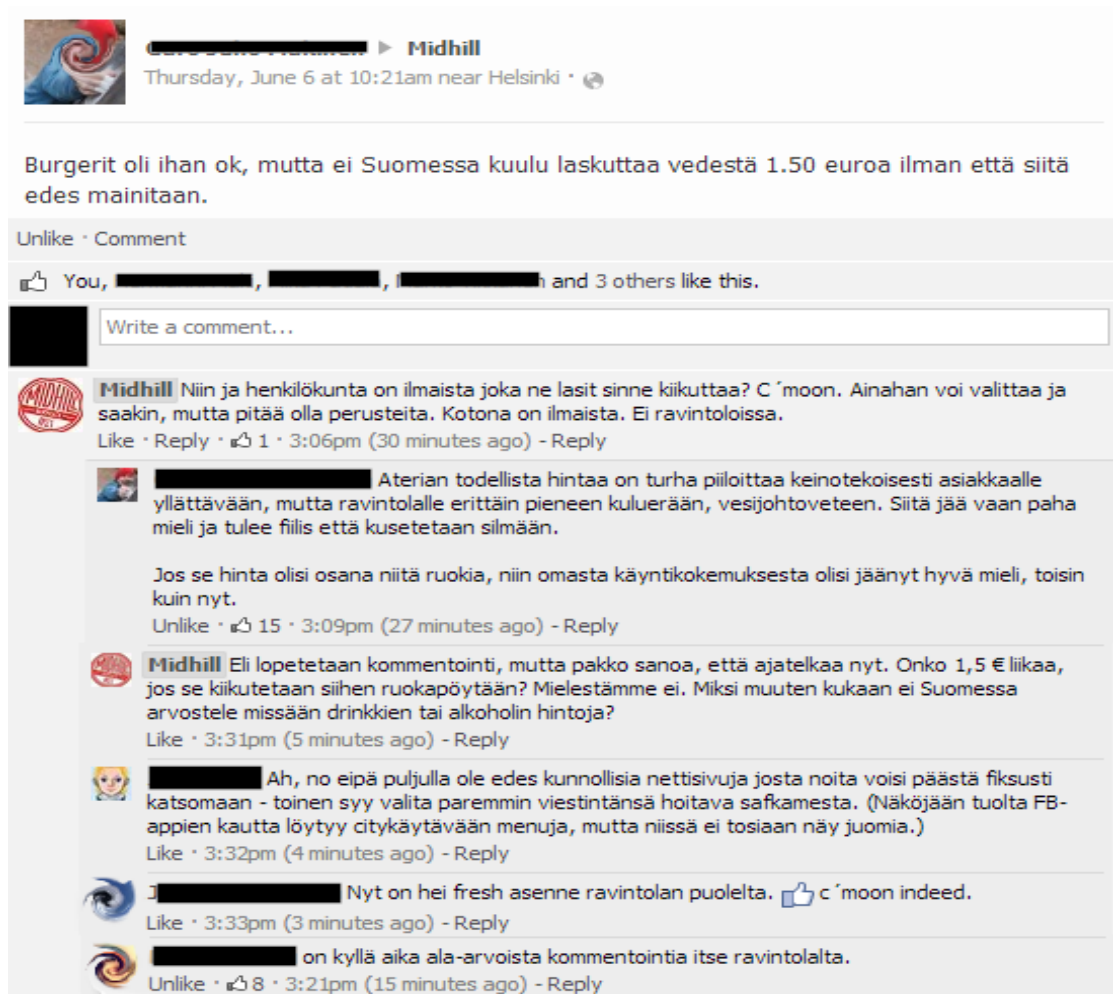 Midhill
Thursday, June 6 at 10:21am near Helsinki ·
Burgerit oli ihan ok, mutta ei Suomessa kuulu laskuttaa vedestä 1.50 euroa ilman että siitä
edes mainitaan.
Unlike · Comment
You, , , and 3 others like this.
Write a comment...
MIDHILL
Midhill Niin ja henkilökunta on ilmaista joka ne lasit sinne kiikuttaa? C ´moon. Ainahan voi valittaa ja
saakin, mutta pitää olla perusteita. Kotona on ilmaista. Ei ravintoloissa.
Like · Reply · 1 · 3:06pm (30 minutes ago) - Reply
Aterian todellista hintaa on turha piiloittaa keinotekoisesti asiakkaalle
yllättävään, mutta ravintolalle erittäin pieneen kuluerään, vesijohtoveteen. Siitä jää vaan paha
mieli ja tulee fiilis että kusetetaan silmään.
Jos se hinta olisi osana niitä ruokia, niin omasta käyntikokemuksesta olisi jäänyt hyvä mieli, toisin
kuin nyt.
Unlike · 15 · 3:09pm (27 minutes ago) - Reply
Midhill Eli lopetetaan kommentointi, mutta pakko sanoa, että ajatelkaa nyt. Onko 1,5 € liikaa,
jos se kiikutetaan siihen ruokapöytään? Mielestämme ei. Miksi muuten kukaan ei Suomessa
arvostele missään drinkkien tai alkoholin hintoja?
Like · 3:31pm (5 minutes ago) - Reply
Ah, no eipä puljulla ole edes kunnollisia nettisivuja josta noita voisi päästä fiksusti
katsomaan - toinen syy valita paremmin viestintänsä hoitava safkamesta. (Näköjään tuolta FB-
appien kautta löytyy citykäytävään menuja, mutta niissä ei tosiaan näy juomia.)
Like · 3:32pm (4 minutes ago) - Reply
J Nyt on hei fresh asenne ravintolan puolelta. c ´moon indeed.
Like · 3:33pm (3 minutes ago) - Reply
on kyllä aika ala-arvoista kommentointia itse ravintolalta.
Unlike · 8 · 3:21pm (15 minutes ago) - Reply